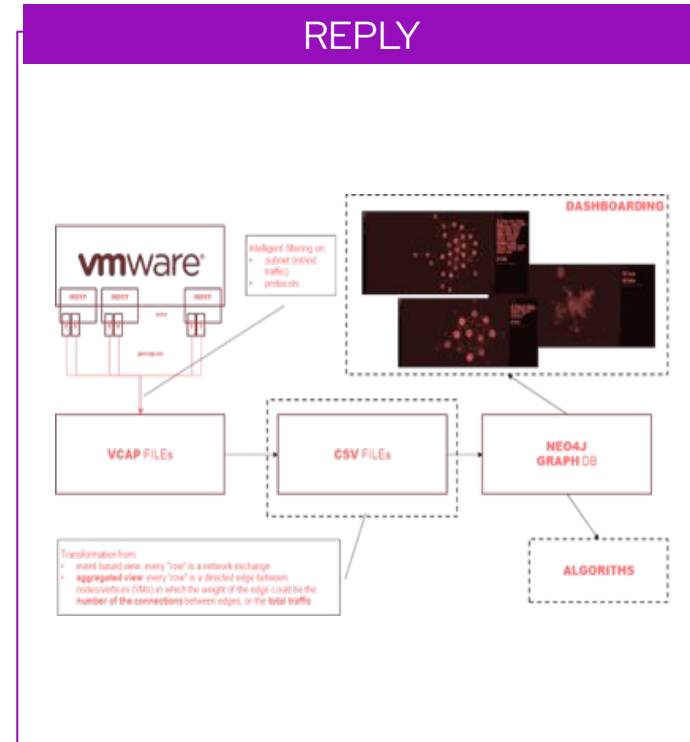 REPLY
DASHBOARDING
vmware®
Intelligent filtering on:
• subnet (int/ext
traffic)
• protocols
HOST HOST HOST
VCAP FILEs
CSV FILEs
NEO4J
GRAPH DB
Transformation from:
• event based view: every "row" is a network exchange
• aggregated view: every "row" is a directed edge between
nodes/vertices (VMs) in which the weight of the edge could be the
number of the connections between edges, or the total traffic
ALGORITHS